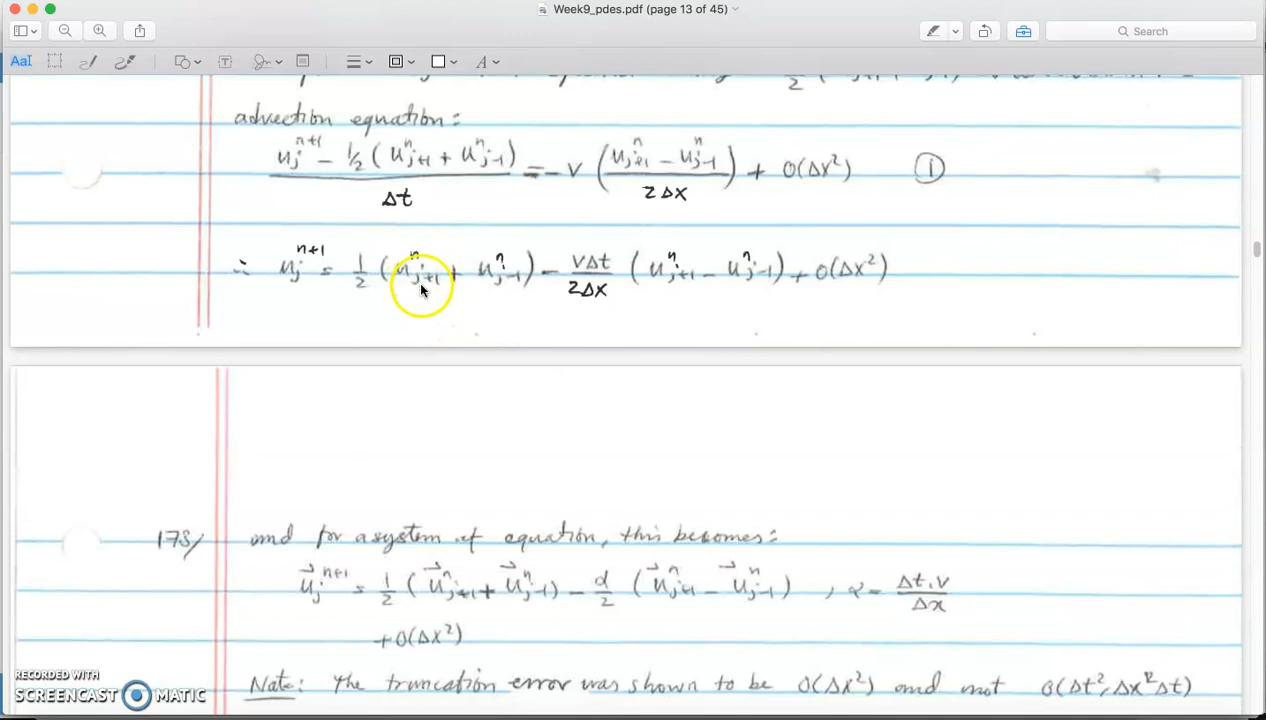 Week9_pdes.pdf (page 13 of 45)
Search
advection equation:
(u_j^{n+1} - 1/2 (u_{j+1}^n + u_{j-1}^n)) / Δt = -v ((u_{j+1}^n - u_{j-1}^n) / 2Δx) + O(Δx²) ①
∴ u_j^{n+1} = 1/2 (u_{j+1}^n + u_{j-1}^n) - vΔt/2Δx (u_{j+1}^n - u_{j-1}^n) + O(Δx²)
173/ and for a system of equation, this becomes:
u⃗_j^{n+1} = 1/2 (u⃗_{j+1}^n + u⃗_{j-1}^n) - α/2 (u⃗_{j+1}^n - u⃗_{j-1}^n) , α = Δt.v/Δx
+ O(Δx²)
Note: The truncation error was shown to be O(Δx²) and not O(Δt², Δx²Δt)
RECORDED WITH
SCREENCAST MATIC